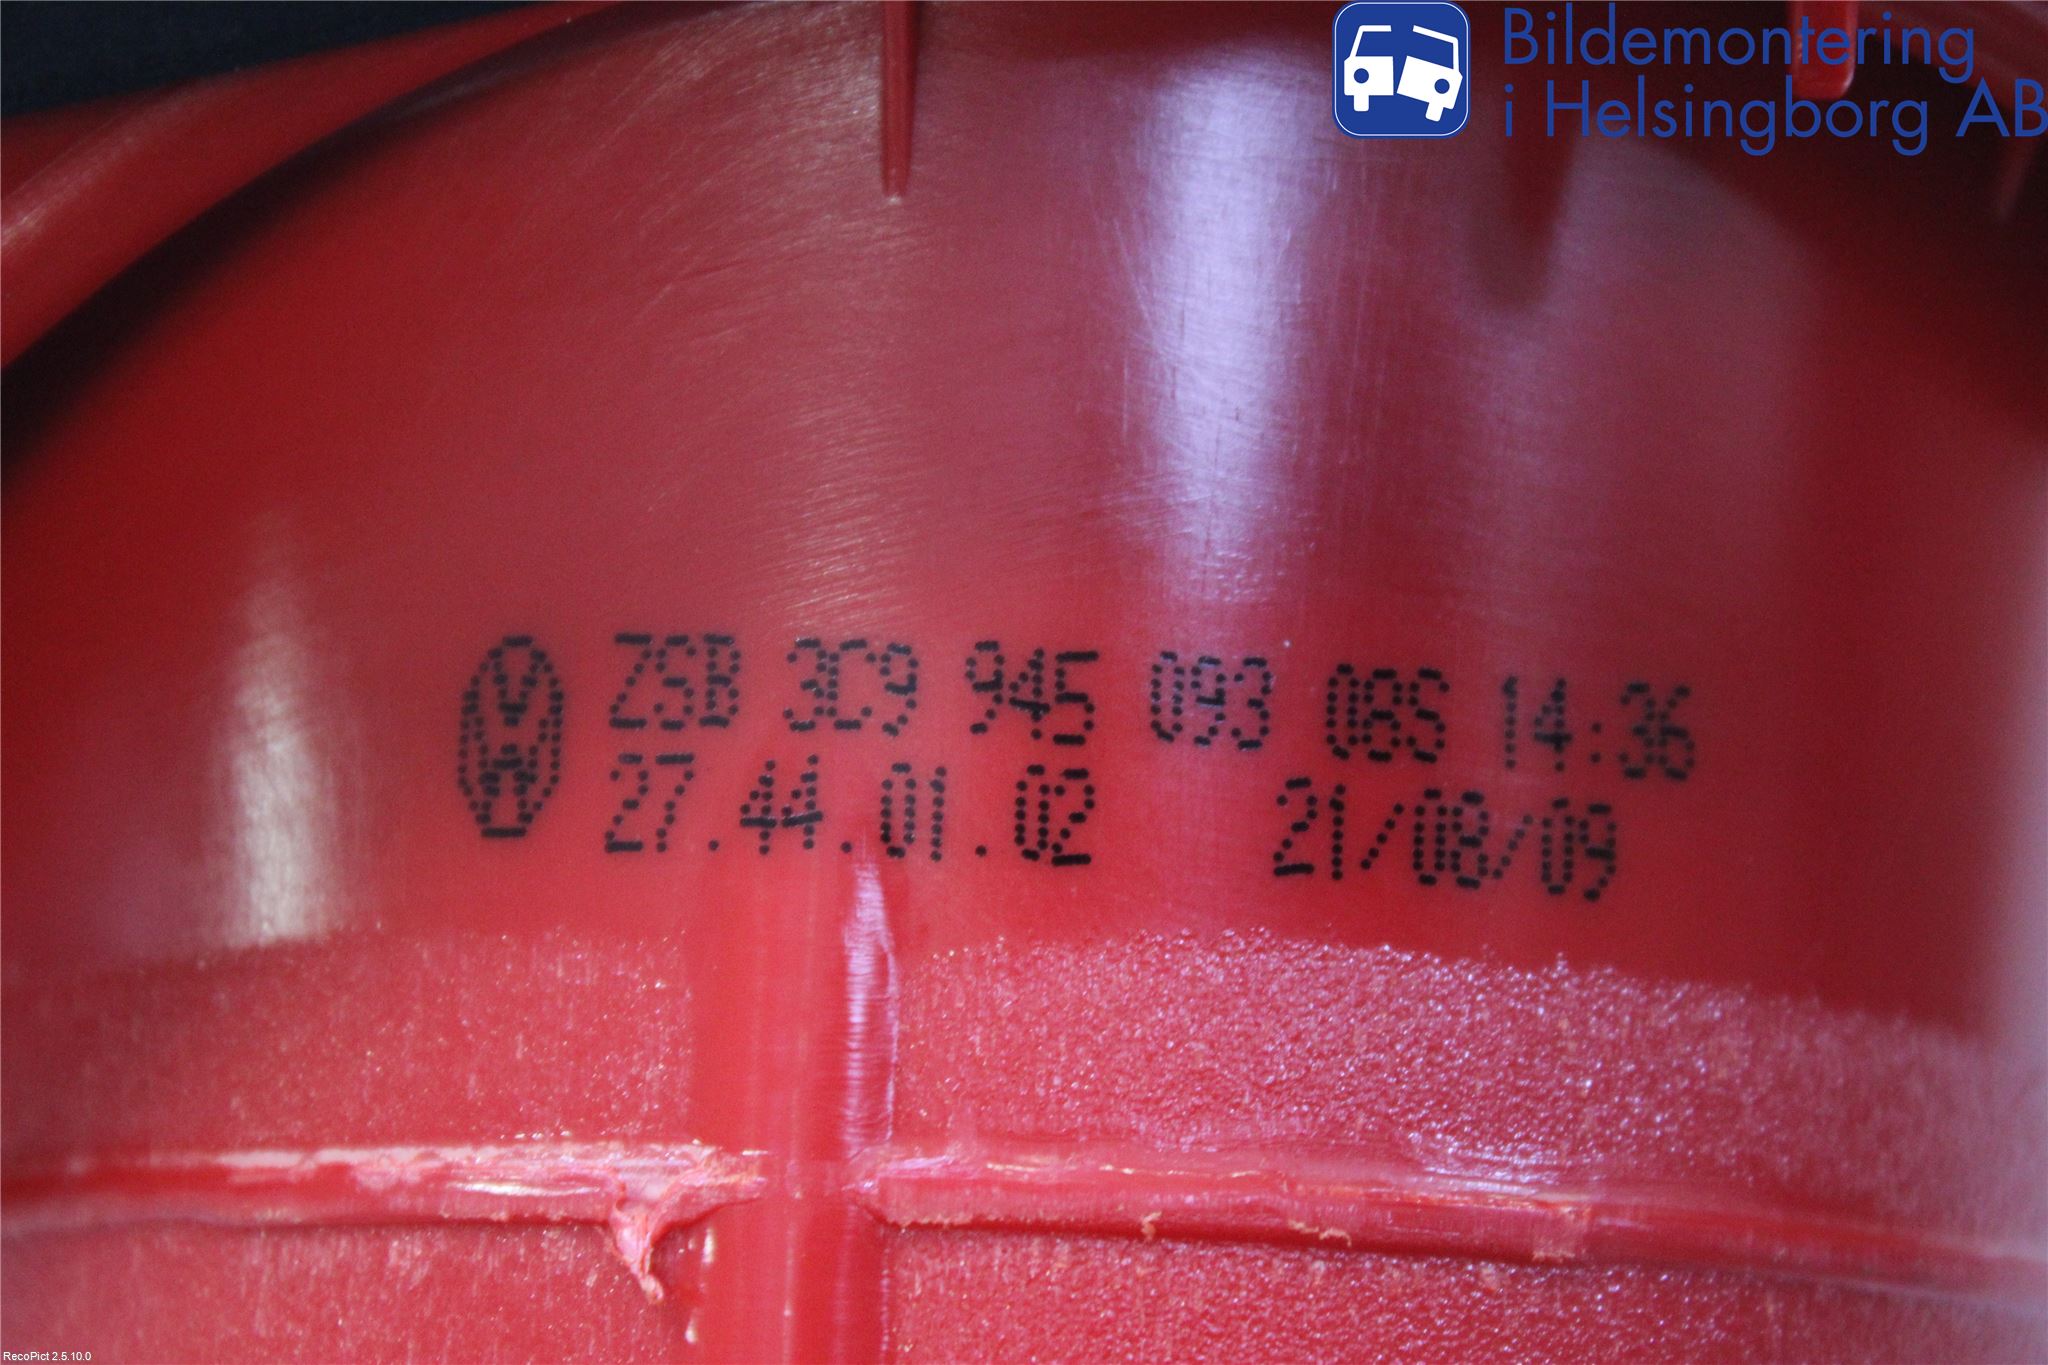 Bildemontering
i Helsingborg AB
VW ZSB 3C9 945 093 08S 14:36
27.44.01.02 21/08/09
RecoPict 2.5.10.0